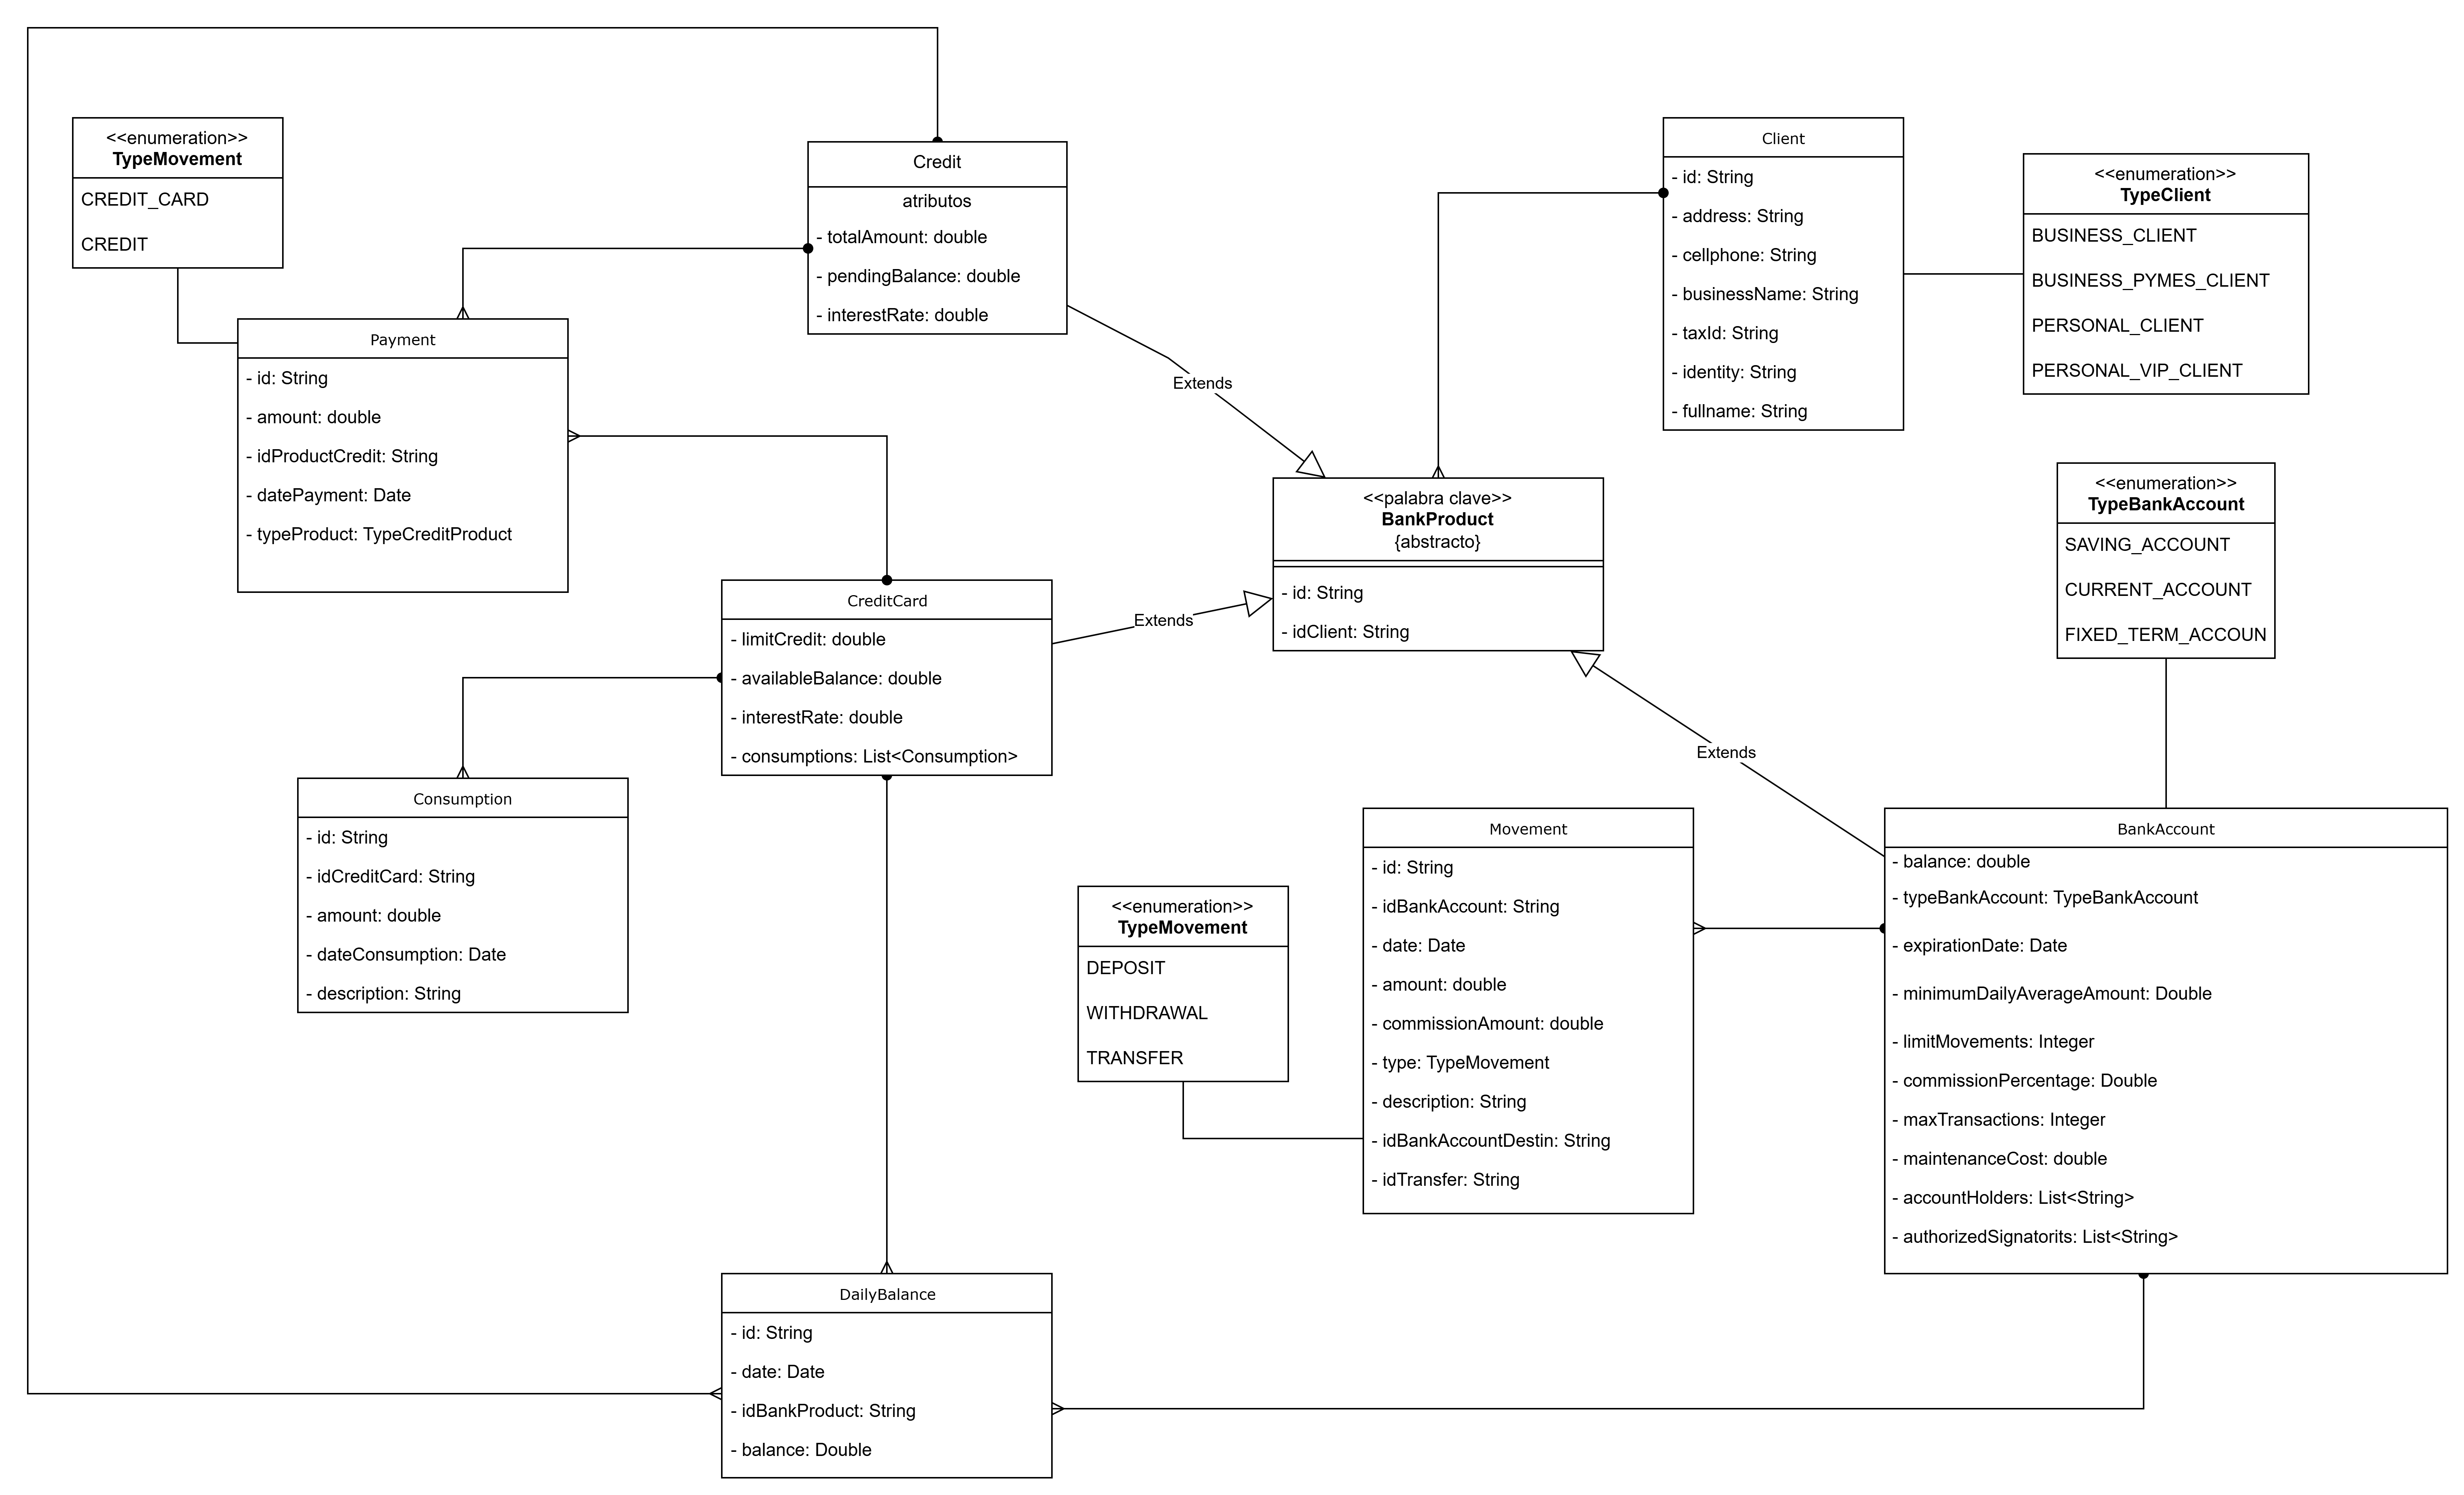 <<enumeration>>
TypeMovement
CREDIT_CARD
CREDIT
Credit
atributos
- totalAmount: double
- pendingBalance: double
- interestRate: double
Client
- id: String
- address: String
- cellphone: String
- businessName: String
- taxId: String
- identity: String
- fullname: String
<<enumeration>>
TypeClient
BUSINESS_CLIENT
BUSINESS_PYMES_CLIENT
PERSONAL_CLIENT
PERSONAL_VIP_CLIENT
Payment
- id: String
- amount: double
- idProductCredit: String
- datePayment: Date
- typeProduct: TypeCreditProduct
Extends
<<palabra clave>>
BankProduct
{abstracto}
- id: String
- idClient: String
<<enumeration>>
TypeBankAccount
SAVING_ACCOUNT
CURRENT_ACCOUNT
FIXED_TERM_ACCOUN
CreditCard
- limitCredit: double
- availableBalance: double
- interestRate: double
- consumptions: List<Consumption>
Extends
Extends
Consumption
- id: String
- idCreditCard: String
- amount: double
- dateConsumption: Date
- description: String
<<enumeration>>
TypeMovement
DEPOSIT
WITHDRAWAL
TRANSFER
Movement
- id: String
- idBankAccount: String
- date: Date
- amount: double
- commissionAmount: double
- type: TypeMovement
- description: String
- idBankAccountDestin: String
- idTransfer: String
BankAccount
- balance: double
- typeBankAccount: TypeBankAccount
- expirationDate: Date
- minimumDailyAverageAmount: Double
- limitMovements: Integer
- commissionPercentage: Double
- maxTransactions: Integer
- maintenanceCost: double
- accountHolders: List<String>
- authorizedSignatorits: List<String>
DailyBalance
- id: String
- date: Date
- idBankProduct: String
- balance: Double